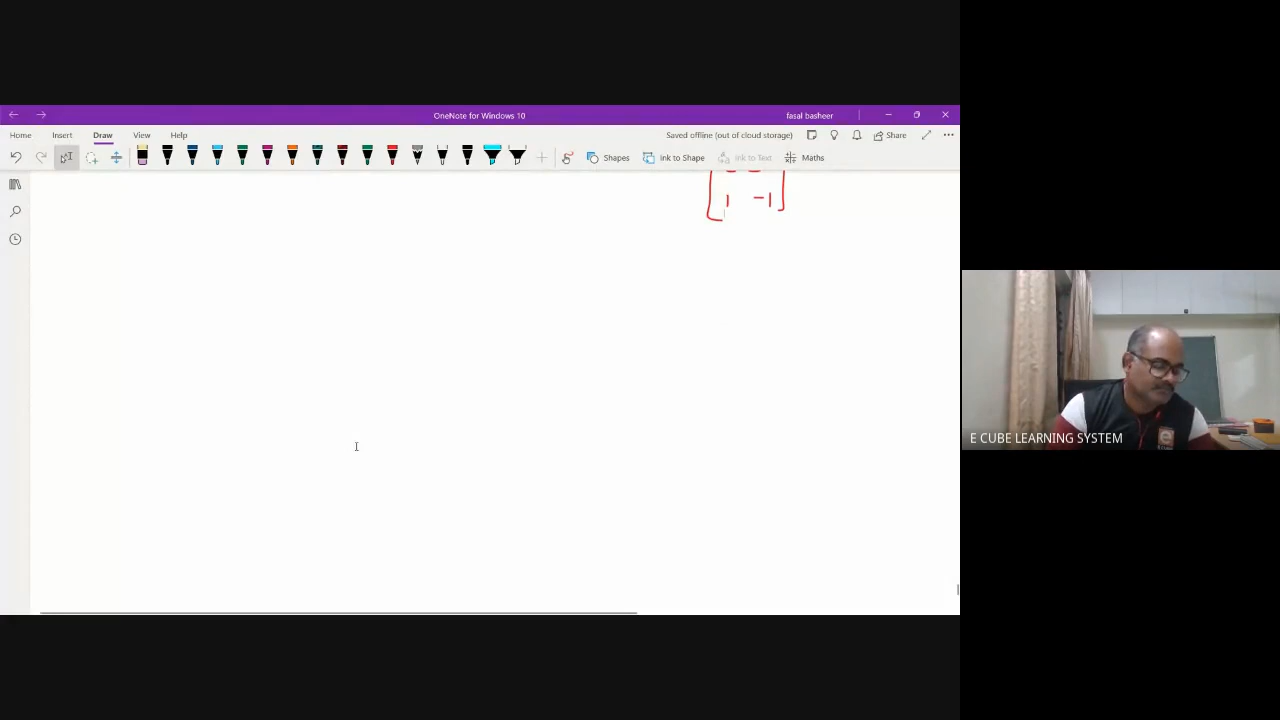 OneNote for Windows 10
fasal basheer
Home Insert Draw View Help
Saved offline (out of cloud storage)
Share
Shapes Ink to Shape Ink to Text Maths
1 -1
E CUBE LEARNING SYSTEM